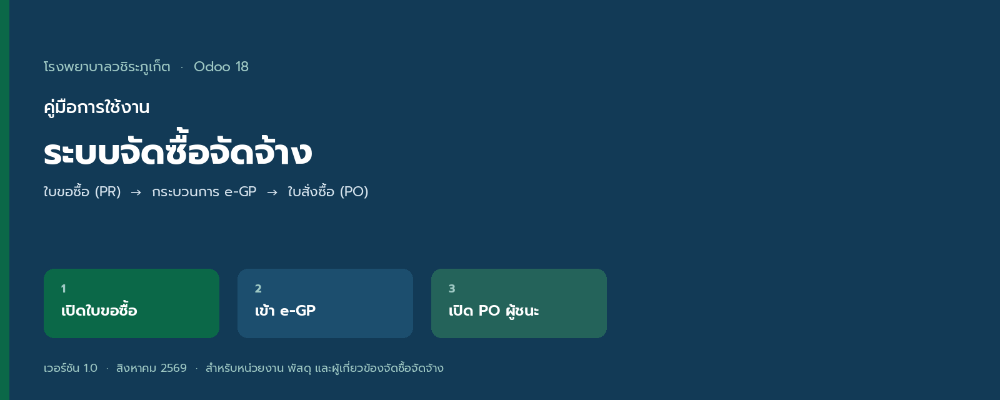 โรงพยาบาลวชิระภูเก็ต · Odoo 18
คู่มือการใช้งาน
ระบบจัดซื้อจัดจ้าง
ใบขอซื้อ (PR) → กระบวนการ e-GP → ใบสั่งซื้อ (PO)
1
เปิดใบขอซื้อ
2
เข้า e-GP
3
เปิด PO ผู้ชนะ
เวอร์ชัน 1.0 · สิงหาคม 2569 · สำหรับหน่วยงาน พัสดุ และผู้เกี่ยวข้องจัดซื้อจัดจ้าง